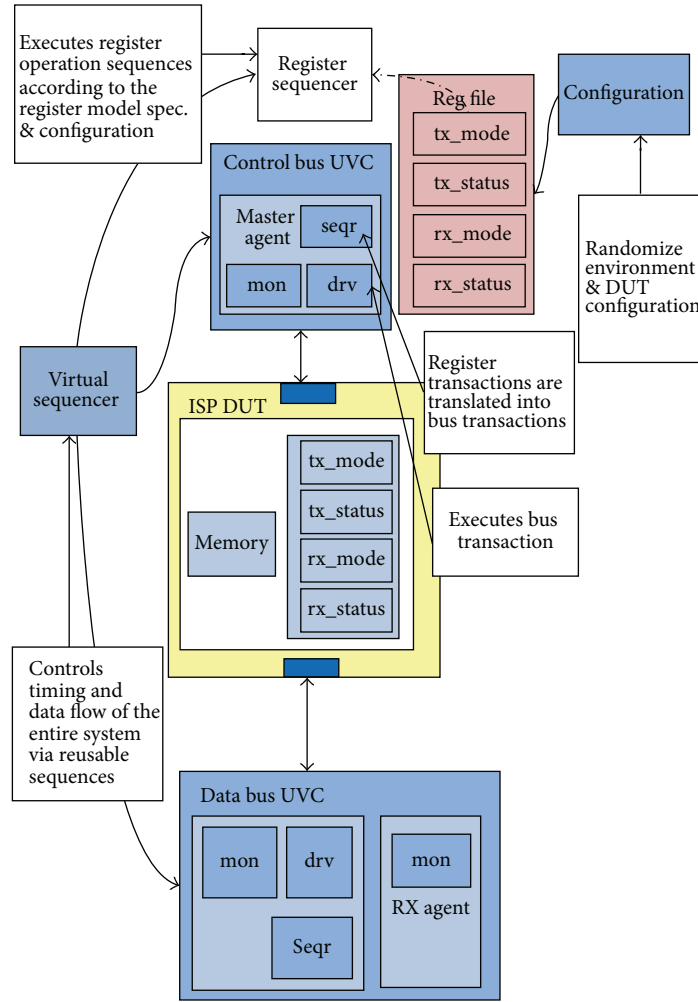 Executes register
operation sequences
according to the
register model spec.
& configuration
Register
sequencer
Reg file
tx_mode
tx_status
rx_mode
rx_status
Configuration
Randomize
environment
& DUT
configuration
Control bus UVC
Master
agent
seqr
mon
drv
Virtual
sequencer
Register
transactions are
translated into
bus transactions
ISP DUT
Memory
tx_mode
tx_status
rx_mode
rx_status
Executes bus
transaction
Controls
timing and
data flow of the
entire system
via reusable
sequences
Data bus UVC
mon
drv
Seqr
mon
RX agent